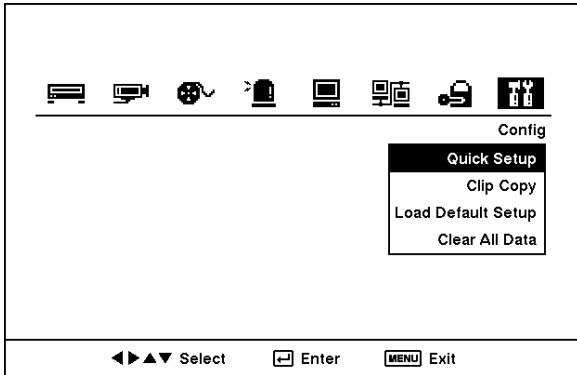 Config
Quick Setup
Clip Copy
Load Default Setup
Clear All Data
Select Enter MENU Exit